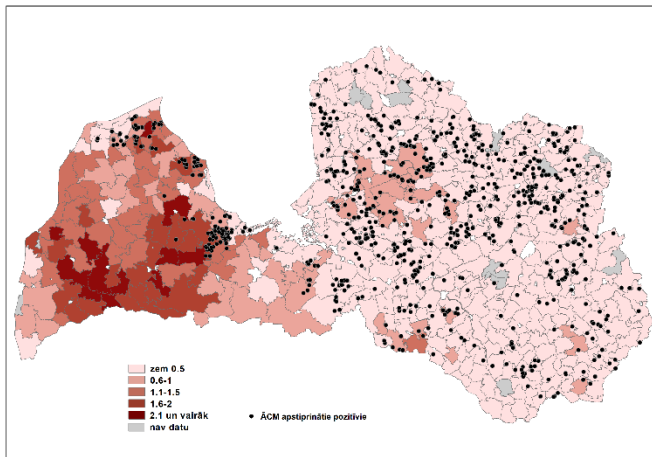 zem 0.5
0.6-1
1.1-1.5
1.6-2
2.1 un vairāk
nav datu
ĀCM apstiprinātie pozitīvie